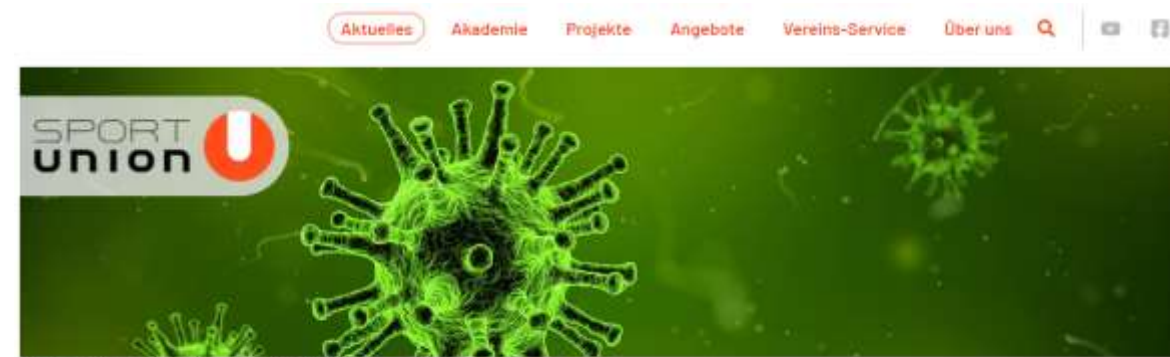 Aktuelles Akademie Projekte Angebote Vereins-Service Über uns
SPORT
UNION